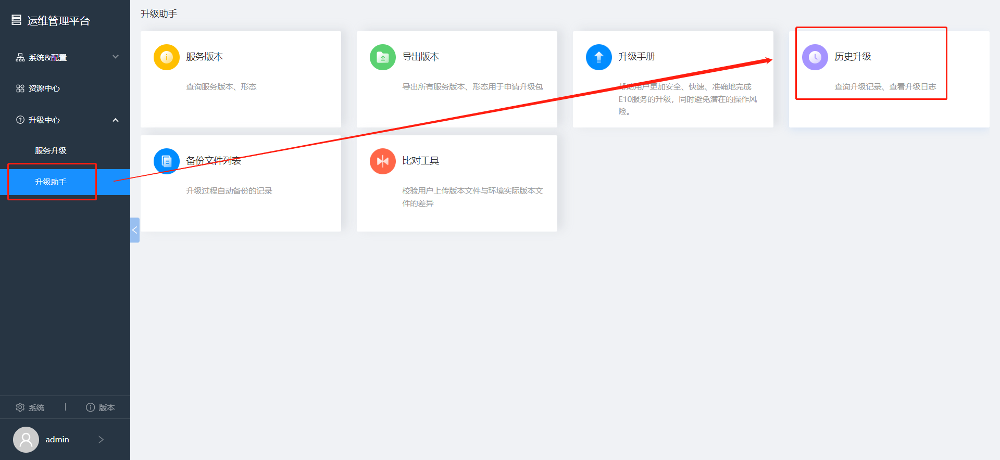 运维管理平台
系统&配置
资源中心
升级中心
服务升级
升级助手
系统
版本
admin
升级助手
服务版本
查询服务版本、形态
导出版本
导出所有服务版本、形态用于申请升级包
升级手册
帮助用户更加安全、快速、准确地完成
E10服务的升级，同时避免潜在的操作风
险。
历史升级
查询升级记录、查看升级日志
备份文件列表
升级过程自动备份的记录
比对工具
校验用户上传版本文件与环境实际版本文
件的差异